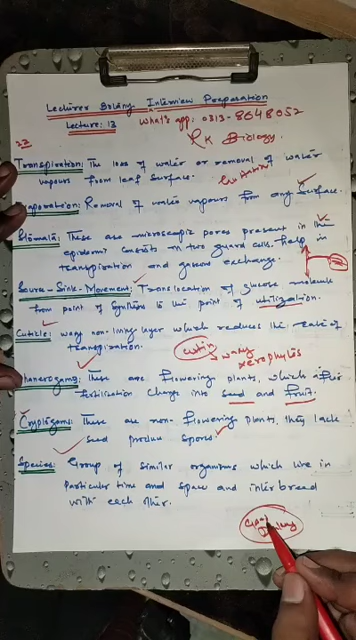 Lecturer Botany Interview Preparation
Lecture: 13 What's app: 0313-8648052
RK Biology
Transpiration: The loss of water or removal of water
vapours from leaf surface.
Evaporation: Removal of water vapours from any surface.
Stomata: These are microscopic pores present in the
epidermis consists on two guard cells, help in
transpiration and gaseous exchange.
Source-Sink-Movement: Translocation of glucose molecule
from point of synthesis to the point of utilization.
Cuticle: waxy non-living layer which reduces the rate of
transpiration.
Cutin → waxy
xerophytes
Phanerogams: These are flowering plants, which after
fertilization change into seed and fruit.
Cryptogams: These are non-flowering plants, they lack
seed produce spores.
Species: Group of similar organisms which live in
particular time and space and interbreed
with each other.